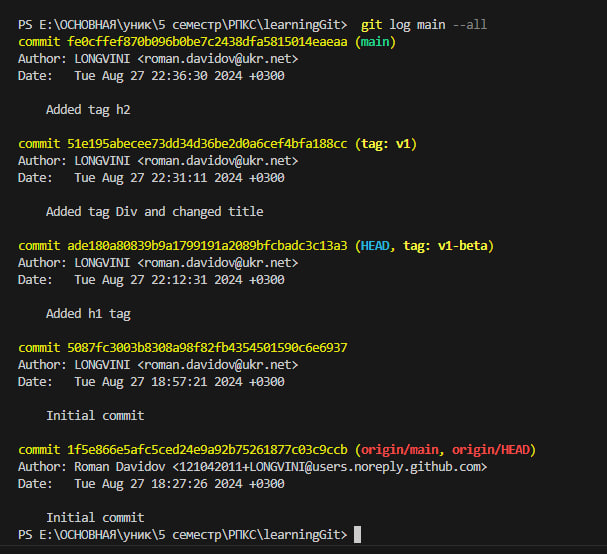 PS E:\ОСНОВНАЯ\уник\5 семестр\РПКС\learningGit> git log main --all
commit fe0cffef870b096b0be7c2438dfa5815014eaeaa (main)
Author: LONGVINI <roman.davidov@ukr.net>
Date: Tue Aug 27 22:36:30 2024 +0300
Added tag h2
commit 51e195abecee73dd34d36be2d0a6cef4bfa188cc (tag: v1)
Author: LONGVINI <roman.davidov@ukr.net>
Date: Tue Aug 27 22:31:11 2024 +0300
Added tag Div and changed title
commit ade180a80839b9a1799191a2089bfcbadc3c13a3 (HEAD, tag: v1-beta)
Author: LONGVINI <roman.davidov@ukr.net>
Date: Tue Aug 27 22:12:31 2024 +0300
Added h1 tag
commit 5087fc3003b8308a98f82fb4354501590c6e6937
Author: LONGVINI <roman.davidov@ukr.net>
Date: Tue Aug 27 18:57:21 2024 +0300
Initial commit
commit 1f5e866e5afc5ced24e9a92b75261877c03c9ccb (origin/main, origin/HEAD)
Author: Roman Davidov <121042011+LONGVINI@users.noreply.github.com>
Date: Tue Aug 27 18:27:26 2024 +0300
Initial commit
PS E:\ОСНОВНАЯ\уник\5 семестр\РПКС\learningGit>